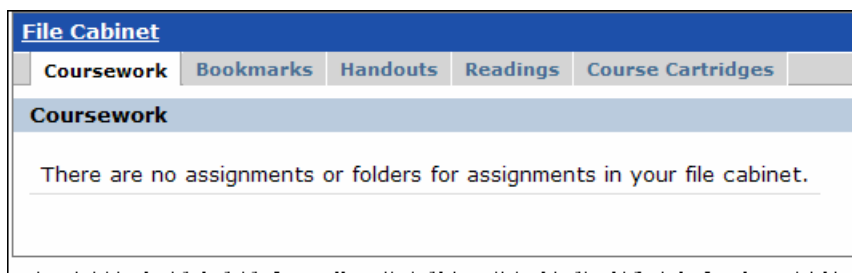 File Cabinet
Coursework Bookmarks Handouts Readings Course Cartridges
Coursework
There are no assignments or folders for assignments in your file cabinet.